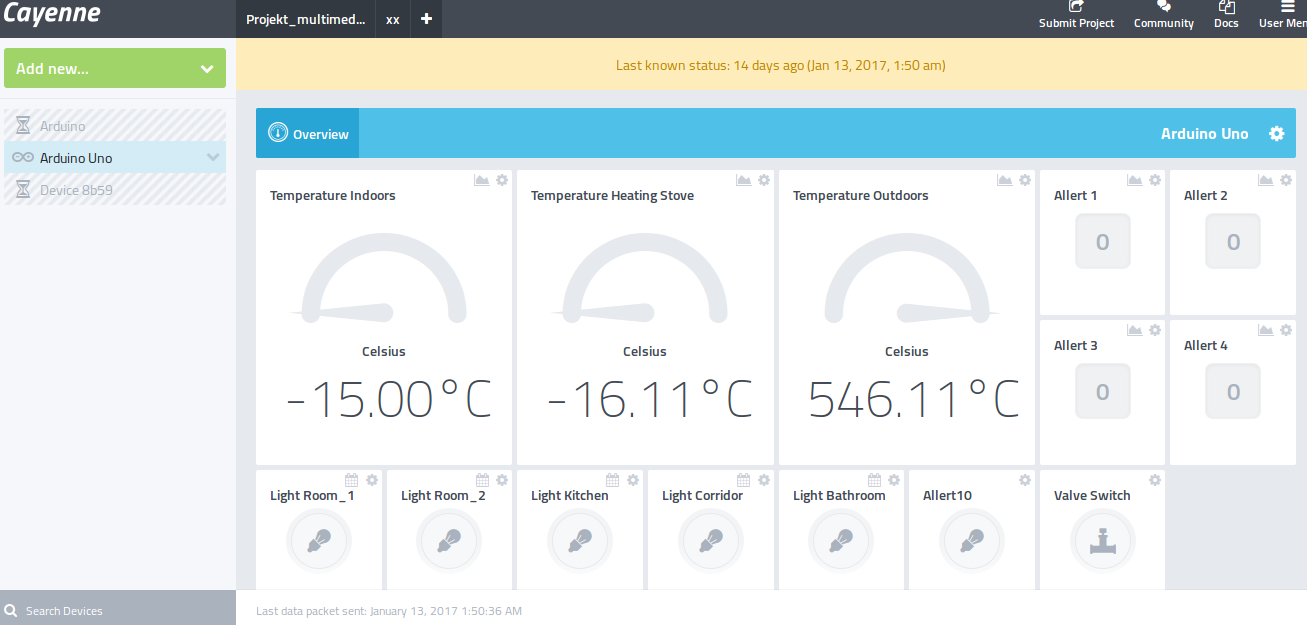 Cayenne
Projekt_multimed...
xx
+
Submit Project
Community
Docs
User Men
Add new...
Last known status: 14 days ago (Jan 13, 2017, 1:50 am)
Arduino
Arduino Uno
Device 8b59
Overview
Arduino Uno
Temperature Indoors
Celsius
-15.00°C
Temperature Heating Stove
Celsius
-16.11°C
Temperature Outdoors
Celsius
546.11°C
Allert 1
0
Allert 2
0
Allert 3
0
Allert 4
0
Light Room_1
Light Room_2
Light Kitchen
Light Corridor
Light Bathroom
Allert10
Valve Switch
Search Devices
Last data packet sent: January 13, 2017 1:50:36 AM